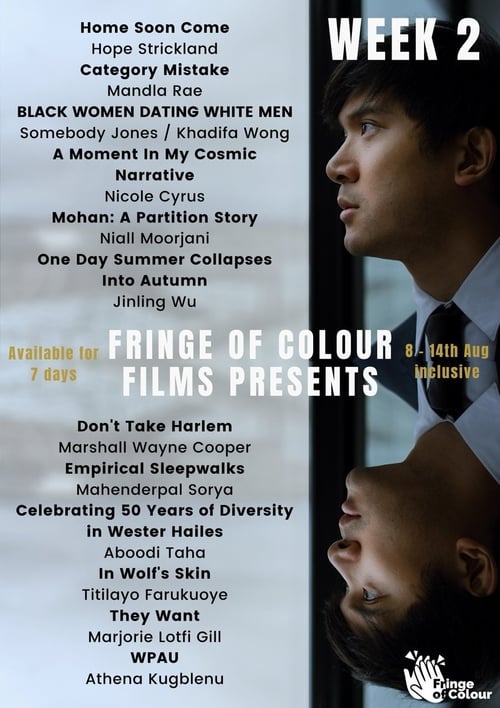 WEEK 2
Home Soon Come
Hope Strickland
Category Mistake
Mandla Rae
BLACK WOMEN DATING WHITE MEN
Somebody Jones / Khadifa Wong
A Moment In My Cosmic
Narrative
Nicole Cyrus
Mohan: A Partition Story
Niall Moorjani
One Day Summer Collapses
Into Autumn
Jinling Wu
Available for
7 days
FRINGE OF COLOUR
FILMS PRESENTS
8 - 14th Aug
inclusive
Don't Take Harlem
Marshall Wayne Cooper
Empirical Sleepwalks
Mahenderpal Sorya
Celebrating 50 Years of Diversity
in Wester Hailes
Aboodi Taha
In Wolf's Skin
Titilayo Farukuoye
They Want
Marjorie Lotfi Gill
WPAU
Athena Kugblenu
Fringe
of Colour